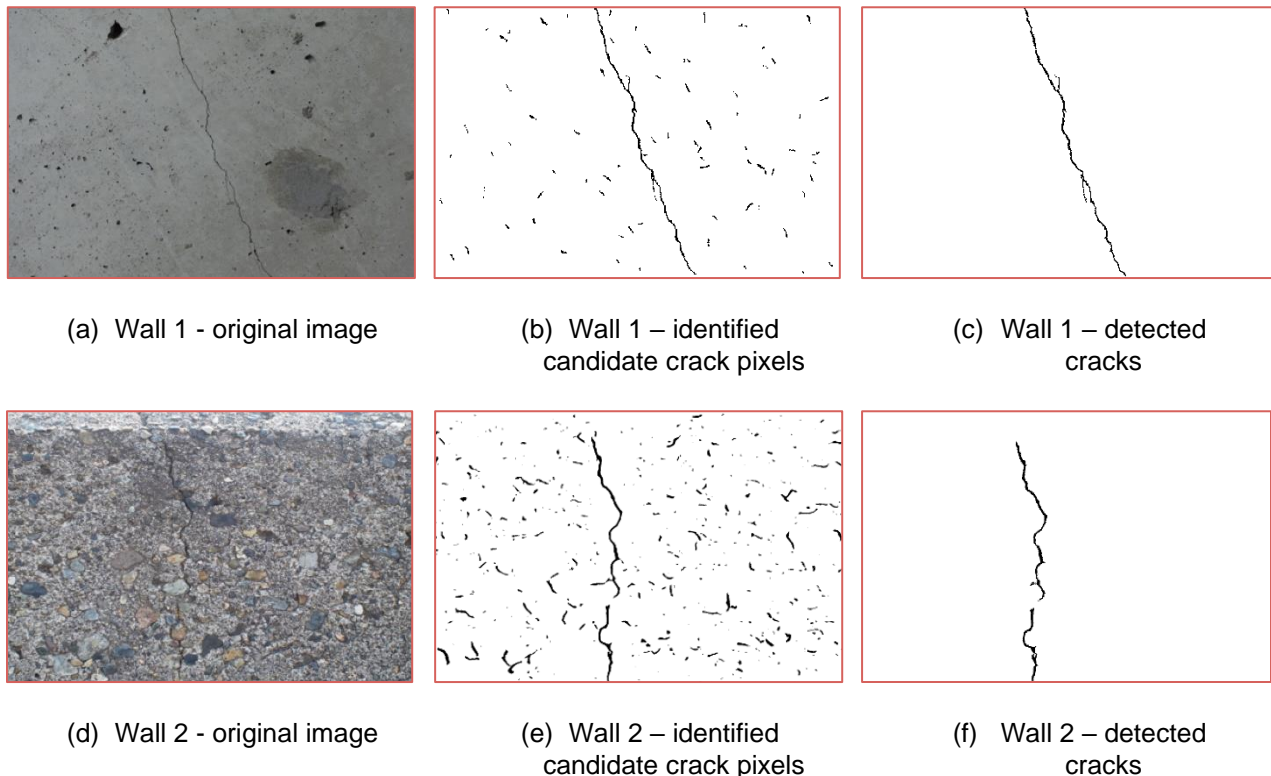 (a) Wall 1 - original image
(b) Wall 1 – identified
candidate crack pixels
(c) Wall 1 – detected
cracks
(d) Wall 2 - original image
(e) Wall 2 – identified
candidate crack pixels
(f) Wall 2 – detected
cracks